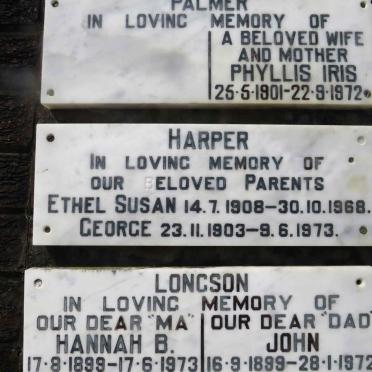 PALMER
IN LOVING MEMORY OF
A BELOVED WIFE
AND MOTHER
PHYLLIS IRIS
25·5·1901-22·9·1972
HARPER
IN LOVING MEMORY OF
OUR BELOVED PARENTS
ETHEL SUSAN 14.7.1908-30.10.1968.
GEORGE 23.11.1903-9.6.1973.
LONGSON
IN LOVING MEMORY OF
OUR DEAR "MA"
HANNAH B.
17·8·1899-17·6·1973
OUR DEAR "DAD"
JOHN
16·9·1899-28·1·1972